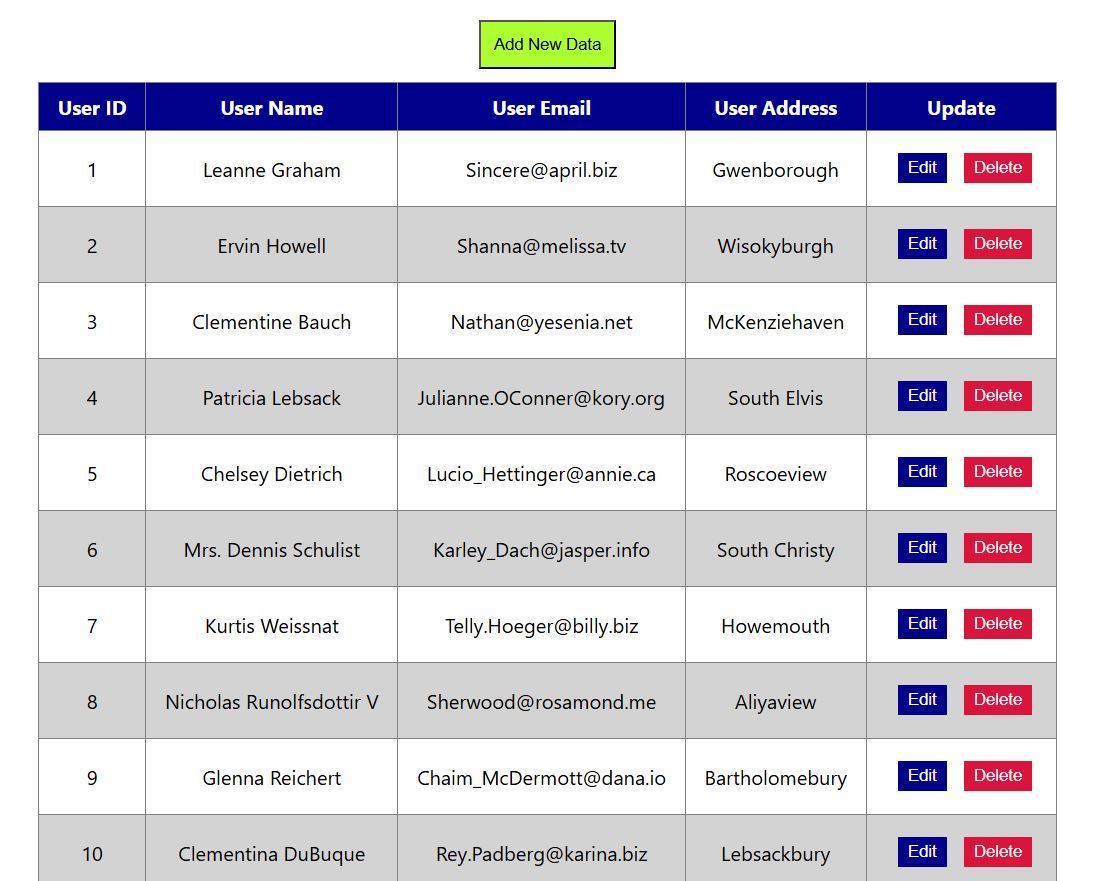 Add New Data
User ID User Name User Email User Address Update
1 Leanne Graham Sincere@april.biz Gwenborough Edit Delete
2 Ervin Howell Shanna@melissa.tv Wisokyburgh Edit Delete
3 Clementine Bauch Nathan@yesenia.net McKenziehaven Edit Delete
4 Patricia Lebsack Julianne.OConner@kory.org South Elvis Edit Delete
5 Chelsey Dietrich Lucio_Hettinger@annie.ca Roscoeview Edit Delete
6 Mrs. Dennis Schulist Karley_Dach@jasper.info South Christy Edit Delete
7 Kurtis Weissnat Telly.Hoeger@billy.biz Howemouth Edit Delete
8 Nicholas Runolfsdottir V Sherwood@rosamond.me Aliyaview Edit Delete
9 Glenna Reichert Chaim_McDermott@dana.io Bartholomebury Edit Delete
10 Clementina DuBuque Rey.Padberg@karina.biz Lebsackbury Edit Delete